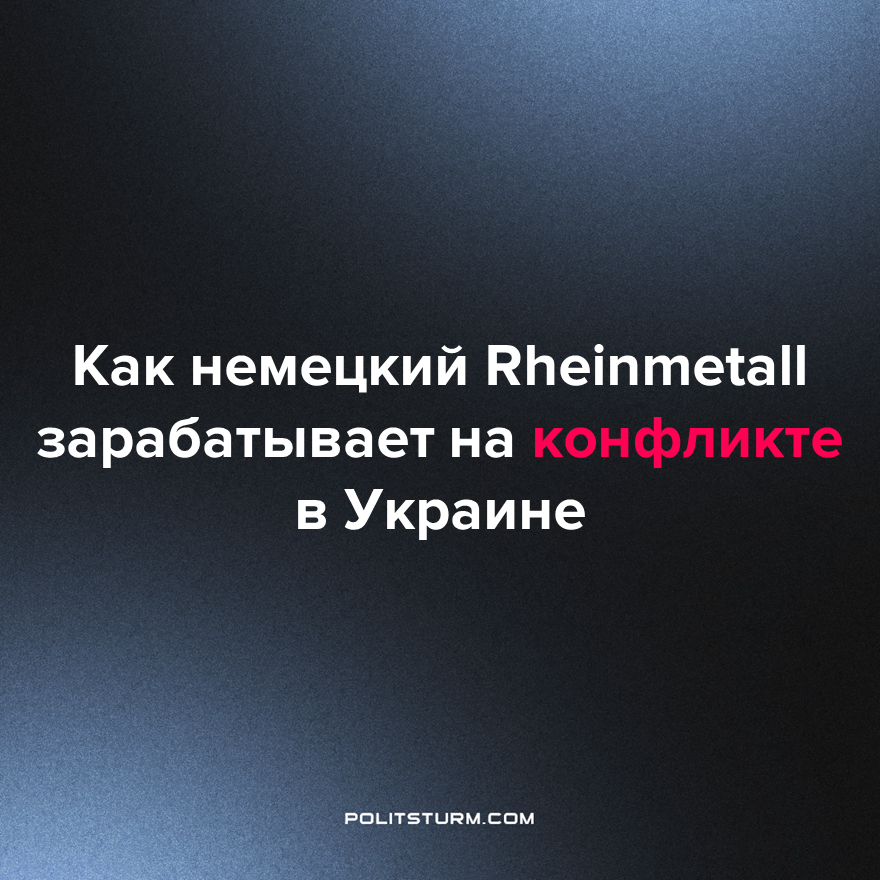 Как немецкий Rheinmetall
зарабатывает на конфликте
в Украине
POLITSTURM.COM